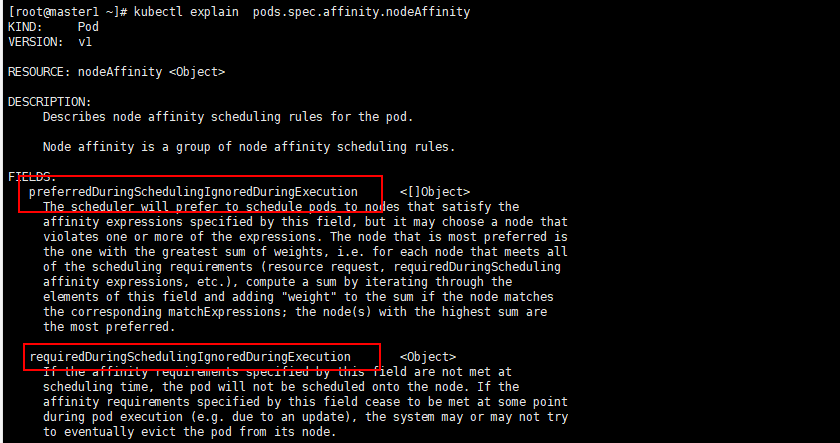 [root@master1 ~]# kubectl explain  pods.spec.affinity.nodeAffinity
KIND:     Pod
VERSION:  v1
RESOURCE: nodeAffinity <Object>
DESCRIPTION:
Describes node affinity scheduling rules for the pod.
Node affinity is a group of node affinity scheduling rules.
FIELDS:
preferredDuringSchedulingIgnoredDuringExecution      <[]Object>
The scheduler will prefer to schedule pods to nodes that satisfy the
affinity expressions specified by this field, but it may choose a node that
violates one or more of the expressions. The node that is most preferred is
the one with the greatest sum of weights, i.e. for each node that meets all
of the scheduling requirements (resource request, requiredDuringScheduling
affinity expressions, etc.), compute a sum by iterating through the
elements of this field and adding "weight" to the sum if the node matches
the corresponding matchExpressions; the node(s) with the highest sum are
the most preferred.
requiredDuringSchedulingIgnoredDuringExecution       <Object>
If the affinity requirements specified by this field are not met at
scheduling time, the pod will not be scheduled onto the node. If the
affinity requirements specified by this field cease to be met at some point
during pod execution (e.g. due to an update), the system may or may not try
to eventually evict the pod from its node.